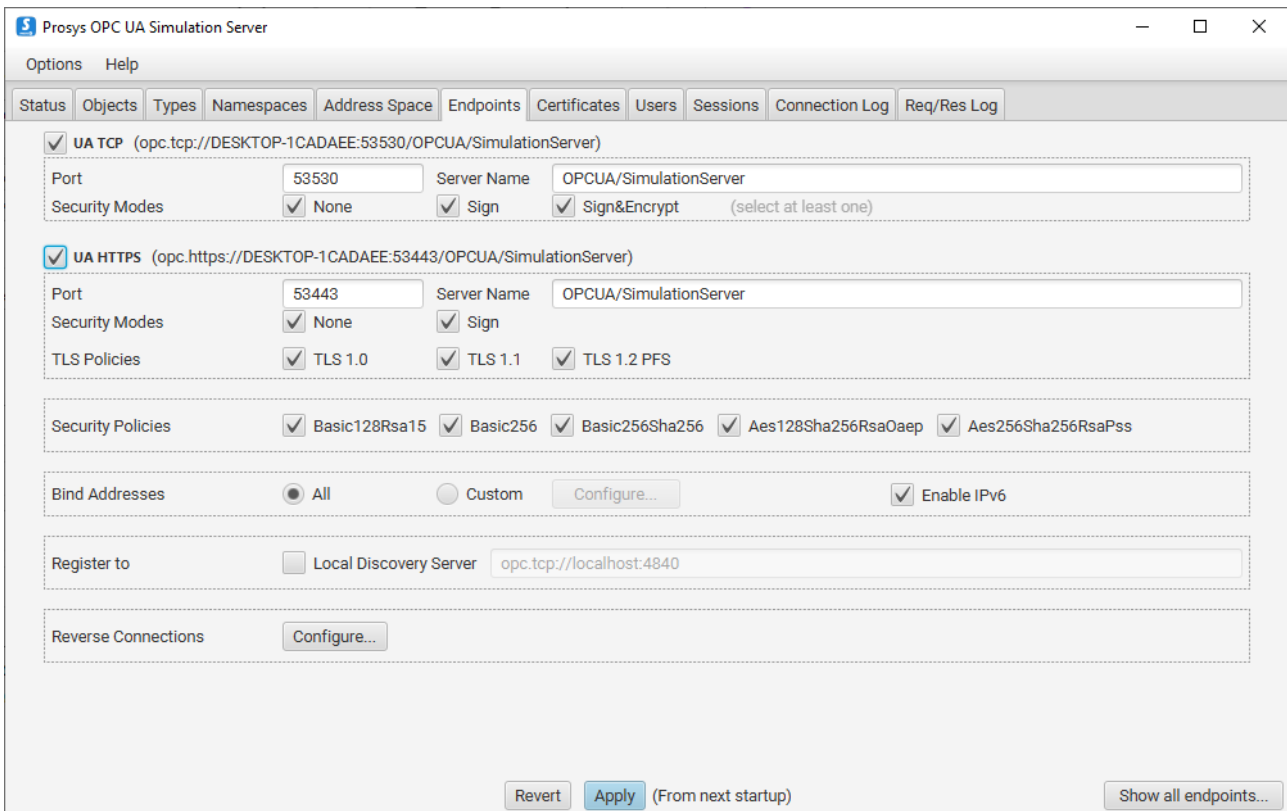 Prosys OPC UA Simulation Server
Options Help
Status Objects Types Namespaces Address Space Endpoints Certificates Users Sessions Connection Log Req/Res Log
UA TCP (opc.tcp://DESKTOP-1CADAEE:53530/OPCUA/SimulationServer)
Port 53530 Server Name OPCUA/SimulationServer
Security Modes None Sign Sign&Encrypt (select at least one)
UA HTTPS (opc.https://DESKTOP-1CADAEE:53443/OPCUA/SimulationServer)
Port 53443 Server Name OPCUA/SimulationServer
Security Modes None Sign
TLS Policies TLS 1.0 TLS 1.1 TLS 1.2 PFS
Security Policies Basic128Rsa15 Basic256 Basic256Sha256 Aes128Sha256RsaOaep Aes256Sha256RsaPss
Bind Addresses All Custom Configure... Enable IPv6
Register to Local Discovery Server opc.tcp://localhost:4840
Reverse Connections Configure...
Revert Apply (From next startup) Show all endpoints...